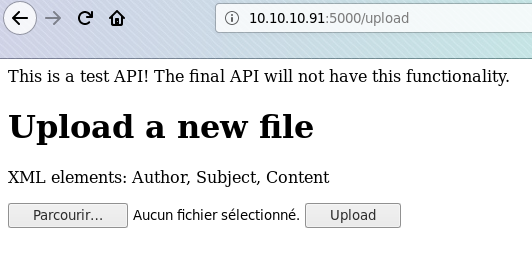 10.10.10.91:5000/upload
This is a test API! The final API will not have this functionality.
Upload a new file
XML elements: Author, Subject, Content
Parcourir... Aucun fichier sélectionné. Upload